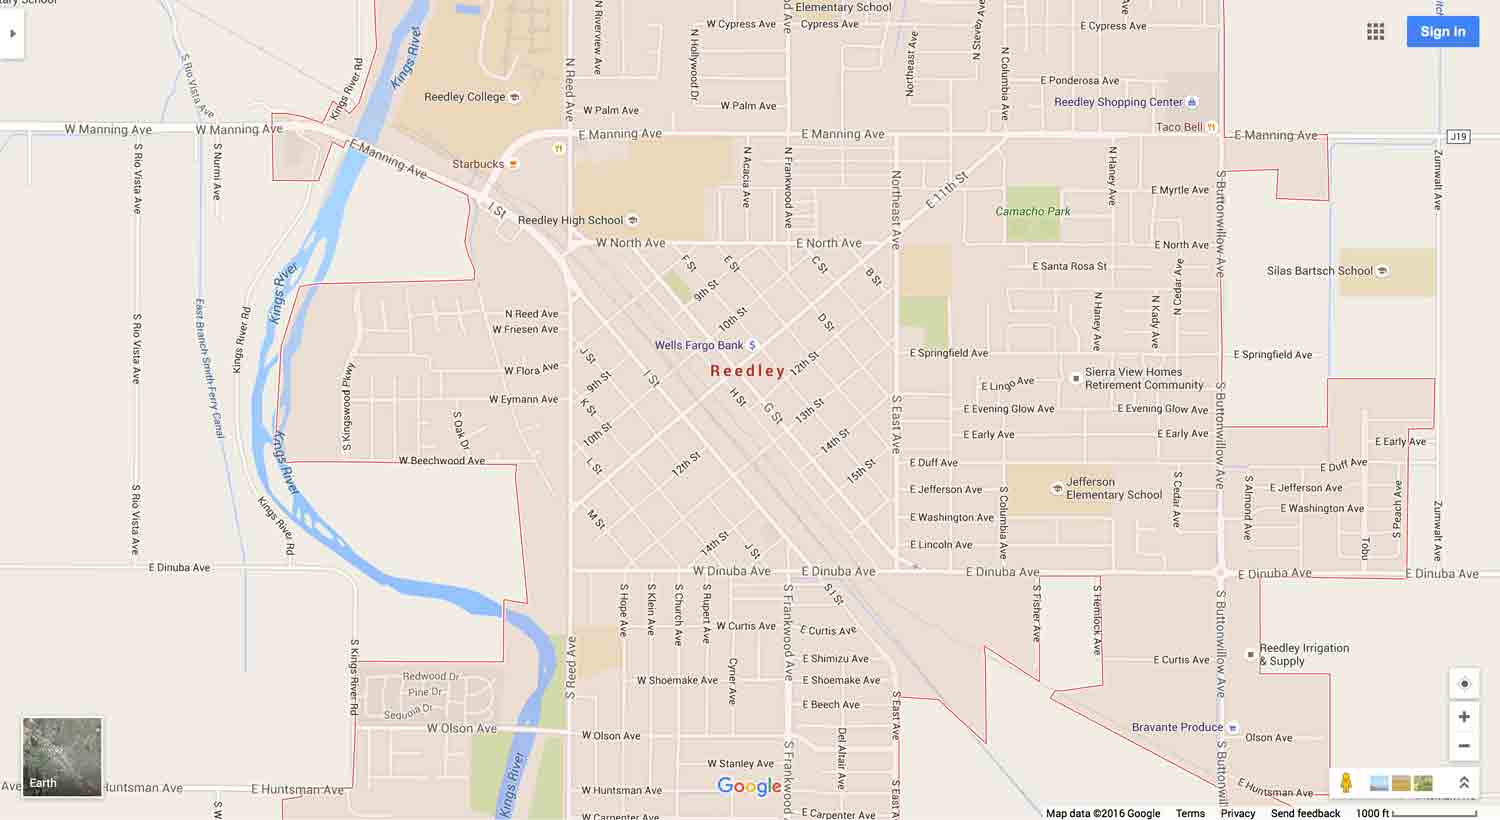 ntary School
Kings River
Kings River Rd
S Rio Vista Ave
W Manning Ave
W Manning Ave
E Manning Ave
S Rio Vista Ave
S Nurmi Ave
Reedley College
Starbucks
I St
N Reed Ave
N Riverview Ave
N Hollywood Dr
W Cypress Ave
Cypress Ave
Elementary School
W Palm Ave
W Palm Ave
E Manning Ave
E Manning Ave
Northeast Ave
N Columbia Ave
E Cypress Ave
E Ponderosa Ave
Reedley Shopping Center
Taco Bell
E Manning Ave
J19
Sign In
Zumwalt Ave
Reedley High School
N Acacia Ave
N Frankwood Ave
Northeast Ave
E 11th St
N Haney Ave
E Myrtle Ave
S Buttonwillow Ave
Camacho Park
W North Ave
E North Ave
E North Ave
E Santa Rosa St
Silas Bartsch School
Kings River
East Branch Smith Ferry Canal
Kings River Rd
S Rio Vista Ave
F St
E St
C St
B St
9th St
10th St
D St
N Haney Ave
N Kady Ave
N Cedar Ave
N Reed Ave
W Friesen Ave
W Flora Ave
W Eymann Ave
S Kingswood Pkwy
S Oak Dr
W Beechwood Ave
Wells Fargo Bank
Reedley
12th St
J St
I St
9th St
K St
H St
G St
13th St
10th St
14th St
L St
12th St
15th St
M St
14th St
J St
S East Ave
E Springfield Ave
E Springfield Ave
Sierra View Homes
Retirement Community
E Lingo Ave
E Evening Glow Ave
E Evening Glow Ave
E Early Ave
E Early Ave
E Early Ave
S Buttonwillow Ave
E Duff Ave
E Duff Ave
Jefferson
Elementary School
E Jefferson Ave
E Jefferson Ave
S Columbia Ave
S Cedar Ave
S Almond Ave
S Peach Ave
E Washington Ave
E Washington Ave
E Lincoln Ave
Tobu
Zumwalt Ave
Kings River
S Rio Vista Ave
Kings River Rd
E Dinuba Ave
W Dinuba Ave
E Dinuba Ave
E Dinuba Ave
E Dinuba Ave
E Dinuba Ave
S Hope Ave
S Klein Ave
S Church Ave
S Rupert Ave
S Frankwood Ave
S I St
S Fisher Ave
S Hemlock Ave
S Buttonwillow Ave
W Curtis Ave
E Curtis Ave
E Curtis Ave
Reedley Irrigation
& Supply
S Kings River Rd
S Reed Ave
E Shimizu Ave
Cyrier Ave
W Shoemake Ave
E Shoemake Ave
Redwood Dr
Pine Dr
Sequoia Dr
E Beech Ave
S East Ave
W Olson Ave
W Olson Ave
Del Altair Ave
Bravante Produce
Olson Ave
Kings River
W Stanley Ave
S Frankwood
Google
Earth
Ave
Huntsman Ave
E Huntsman Ave
W Huntsman Ave
E Huntsman Ave
S East Ave
S Buttonwill
E Carpenter Ave
W Carpenter Ave
Map data ©2016 Google
Terms
Privacy
Send feedback
1000 ft